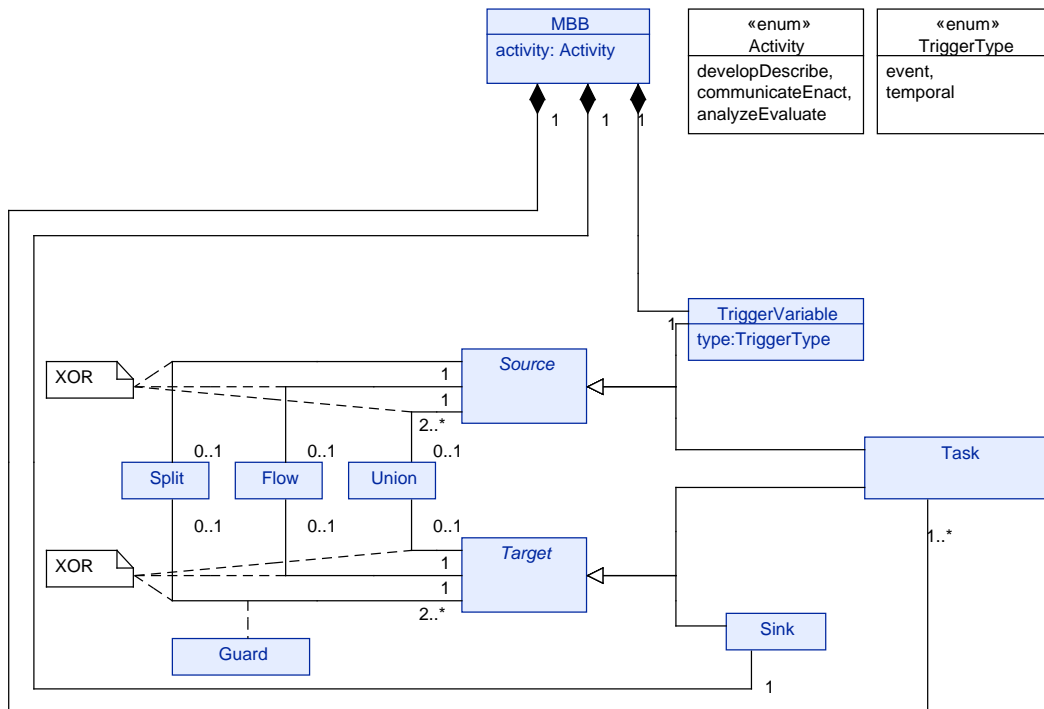 MBB
activity: Activity
«enum»
Activity
developDescribe,
communicateEnact,
analyzeEvaluate
«enum»
TriggerType
event,
temporal
1
1
1
TriggerVariable
type:TriggerType
1
XOR
Source
1
1
2..*
0..1
0..1
0..1
Split
Flow
Union
Task
0..1
0..1
0..1
1..*
XOR
Target
1
1
2..*
Guard
Sink
1